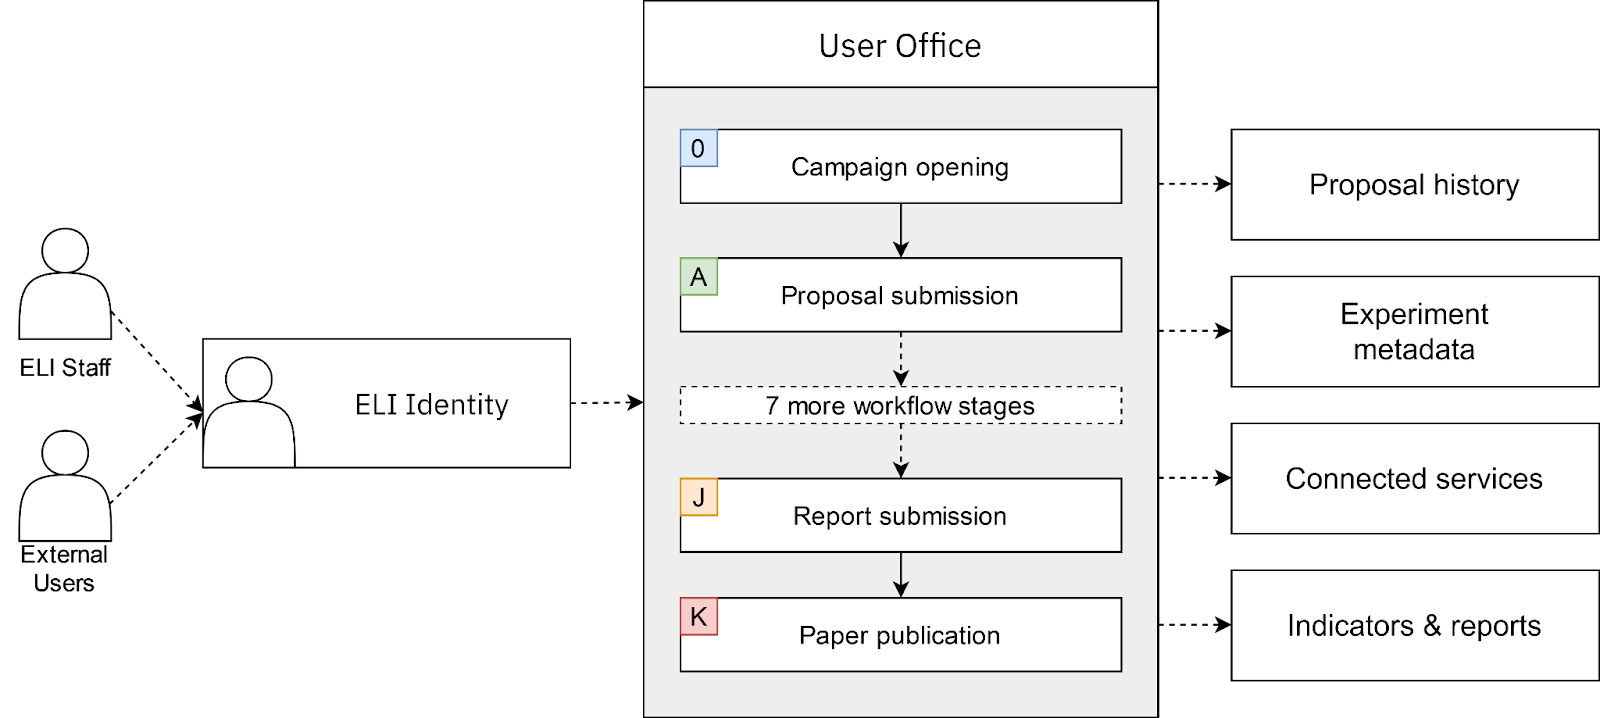 User Office
0
Campaign opening
A
Proposal submission
7 more workflow stages
J
Report submission
K
Paper publication
ELI Staff
External
Users
ELI Identity
Proposal history
Experiment
metadata
Connected services
Indicators & reports